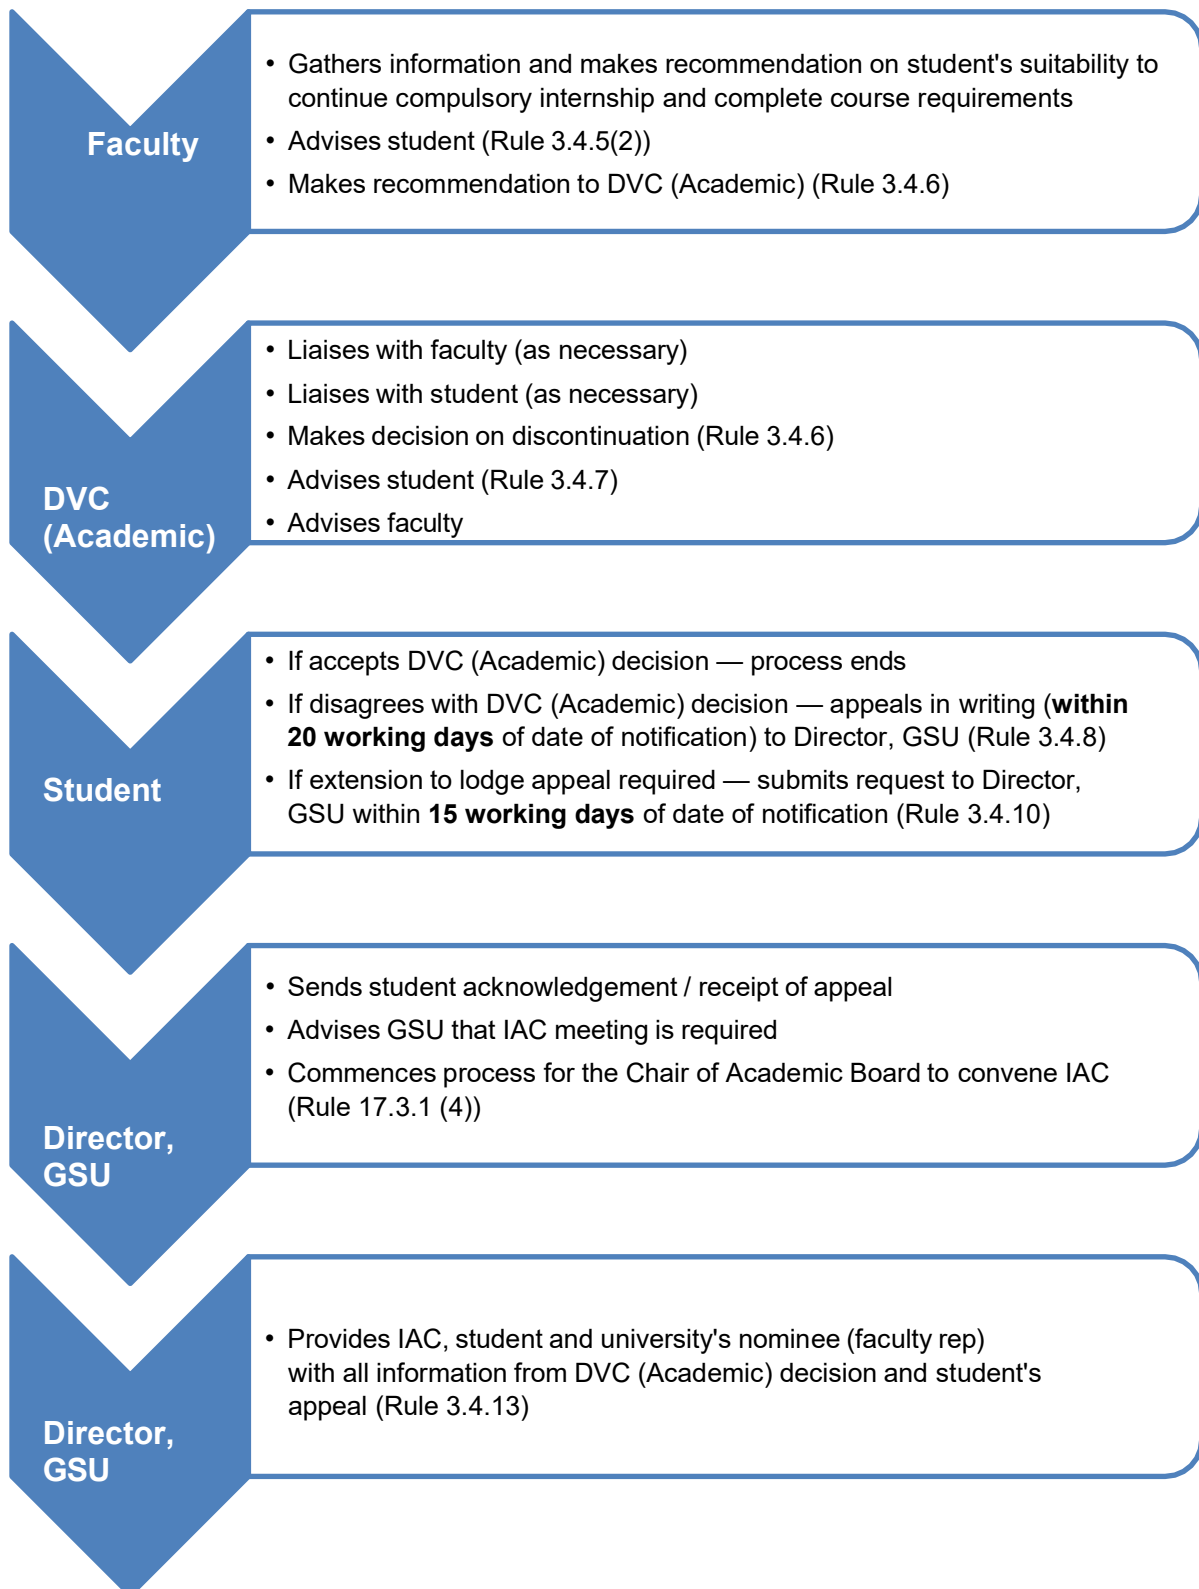 Faculty
• Gathers information and makes recommendation on student's suitability to
continue compulsory internship and complete course requirements
• Advises student (Rule 3.4.5(2))
• Makes recommendation to DVC (Academic) (Rule 3.4.6)
DVC
(Academic)
• Liaises with faculty (as necessary)
• Liaises with student (as necessary)
• Makes decision on discontinuation (Rule 3.4.6)
• Advises student (Rule 3.4.7)
• Advises faculty
Student
• If accepts DVC (Academic) decision — process ends
• If disagrees with DVC (Academic) decision — appeals in writing (within
20 working days of date of notification) to Director, GSU (Rule 3.4.8)
• If extension to lodge appeal required — submits request to Director,
GSU within 15 working days of date of notification (Rule 3.4.10)
Director,
GSU
• Sends student acknowledgement / receipt of appeal
• Advises GSU that IAC meeting is required
• Commences process for the Chair of Academic Board to convene IAC
(Rule 17.3.1 (4))
Director,
GSU
• Provides IAC, student and university's nominee (faculty rep)
with all information from DVC (Academic) decision and student's
appeal (Rule 3.4.13)